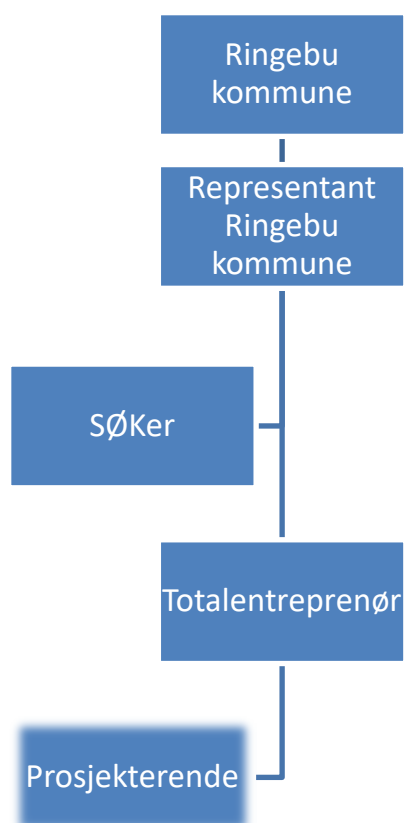 Ringebu
kommune
Representant
Ringebu
kommune
SØKer
Totalentreprenør
Prosjekterende